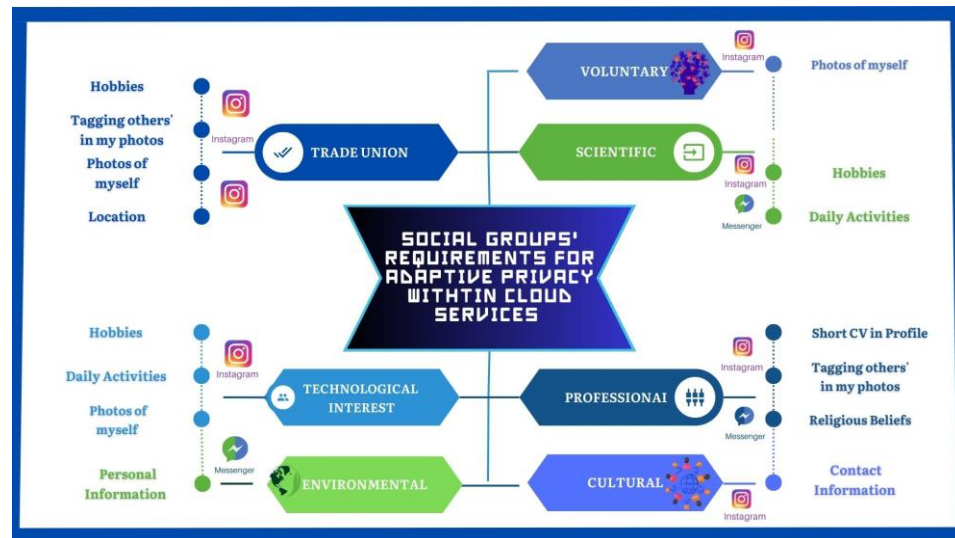 VOLUNTARY
Instagram
Photos of myself
Hobbies
Tagging others'
in my photos
Photos of
myself
Location
Instagram
TRADE UNION
SCIENTIFIC
Instagram
Messenger
Hobbies
Daily Activities
SOCIAL GROUPS'
REQUIREMENTS FOR
ADAPTIVE PRIVACY
WITHTIN CLOUD
SERVICES
Hobbies
Daily Activities
Photos of
myself
Instagram
TECHNOLOGICAL
INTEREST
PROFESSIONAl
Instagram
Messenger
Short CV in Profile
Tagging others'
in my photos
Religious Beliefs
Personal
Information
Messenger
ENVIRONMENTAL
CULTURAL
Instagram
Contact
Information